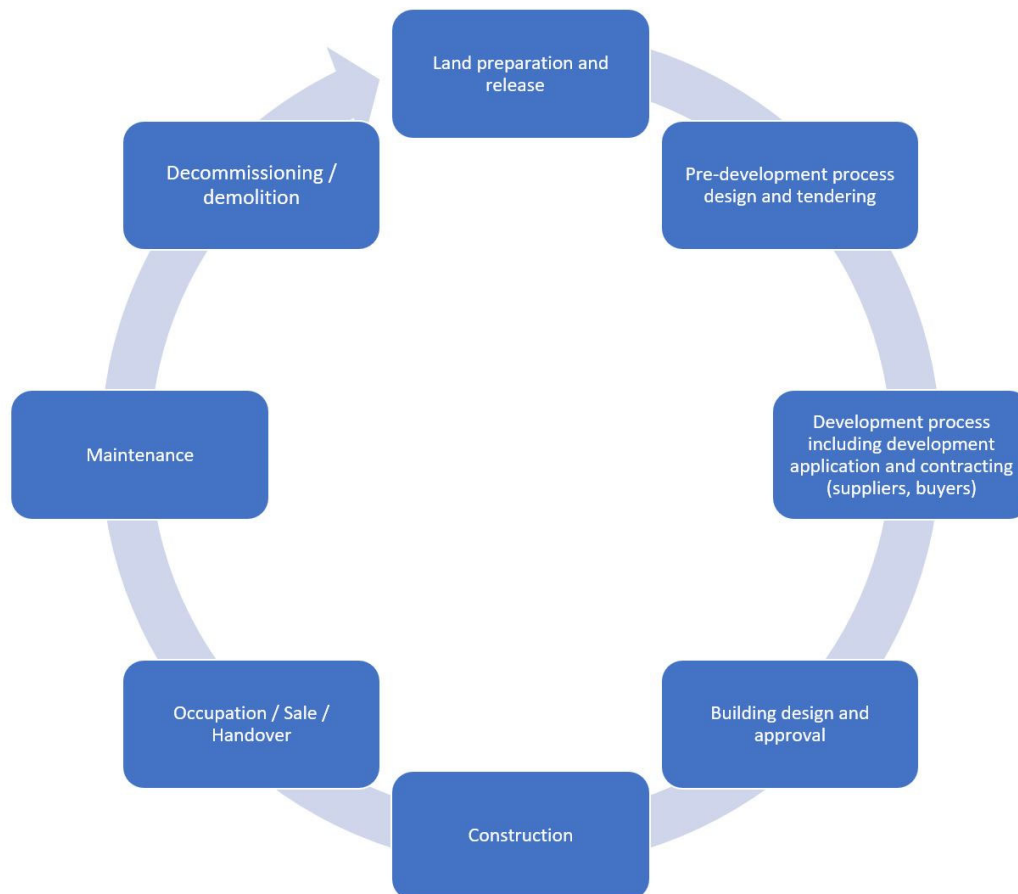 Land preparation and
release
Pre-development process
design and tendering
Development process
including development
application and contracting
(suppliers, buyers)
Building design and
approval
Construction
Occupation / Sale /
Handover
Maintenance
Decommissioning /
demolition